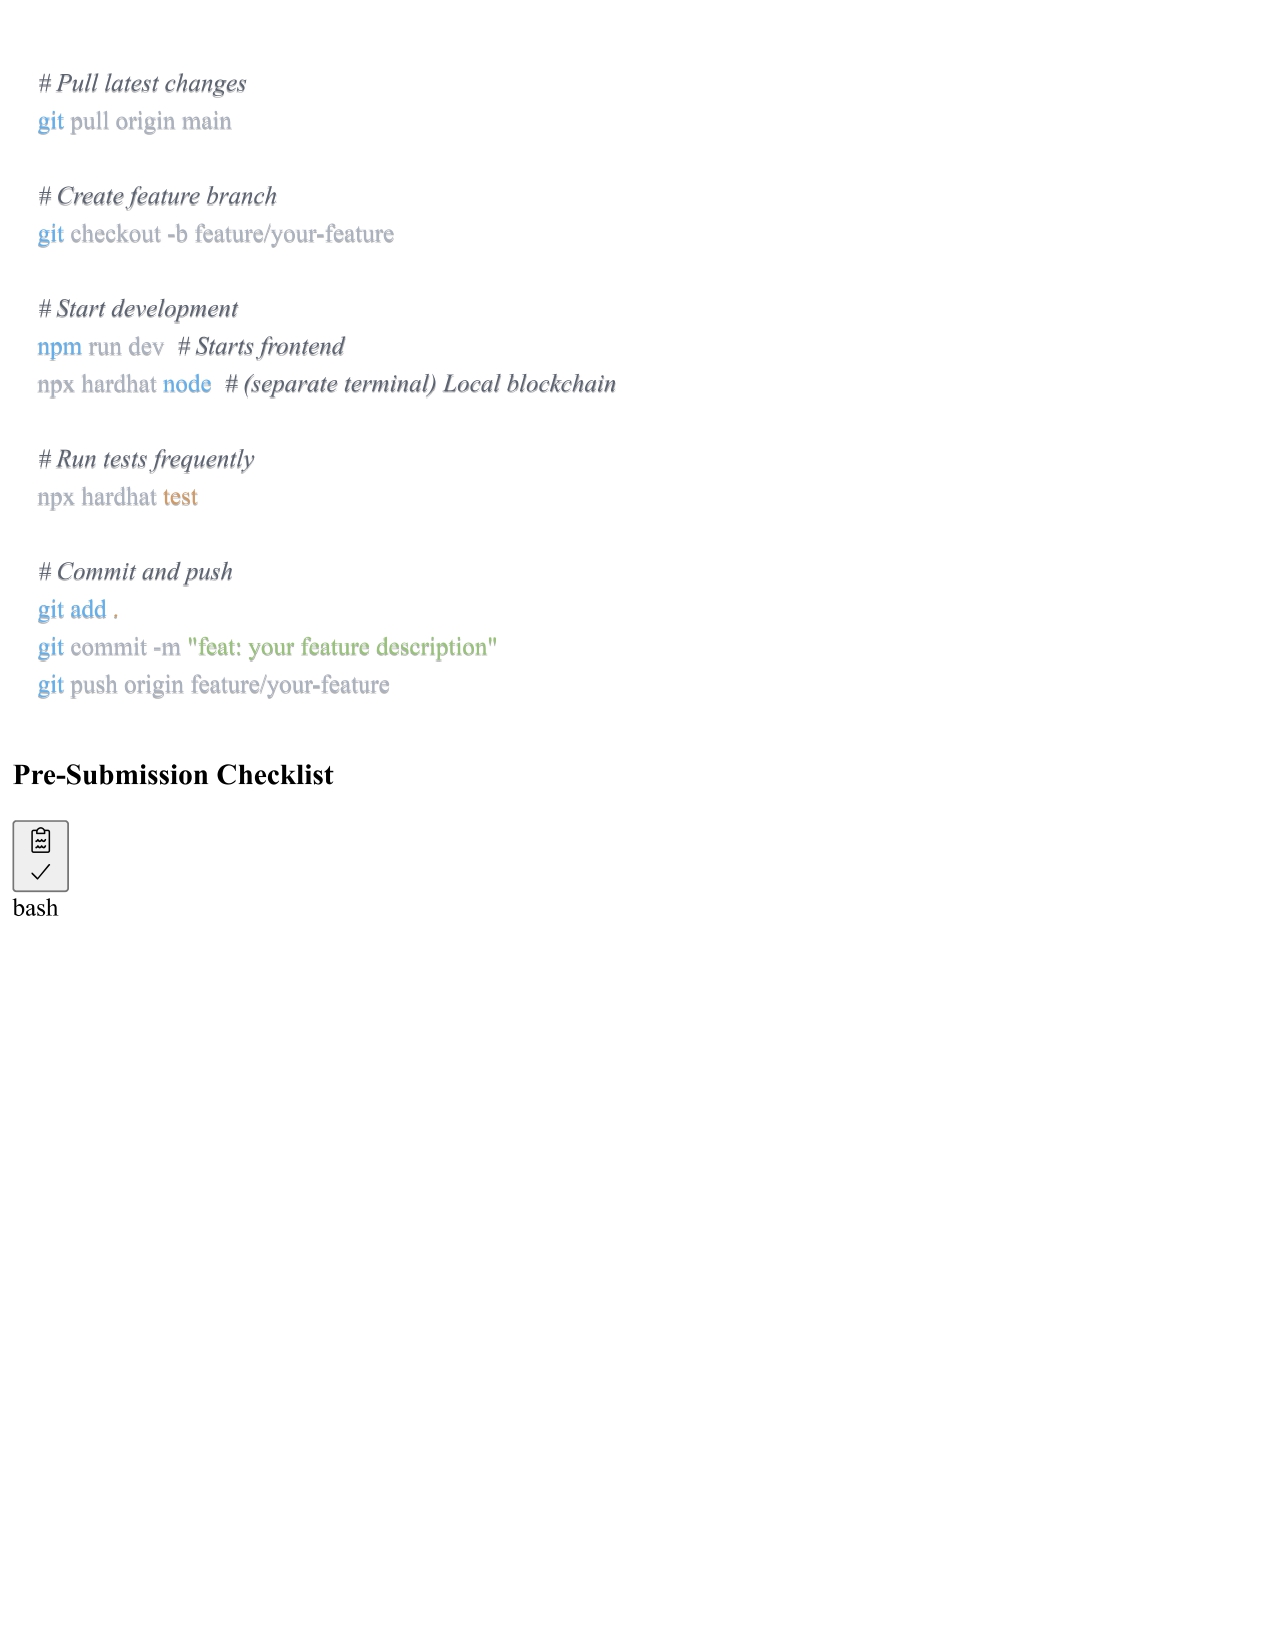 # Pull latest changes
git pull origin main
# Create feature branch
git checkout -b feature/your-feature
# Start development
npm run dev  # Starts frontend
npx hardhat node  # (separate terminal) Local blockchain
# Run tests frequently
npx hardhat test
# Commit and push
git add .
git commit -m "feat: your feature description"
git push origin feature/your-feature
Pre-Submission Checklist
bash